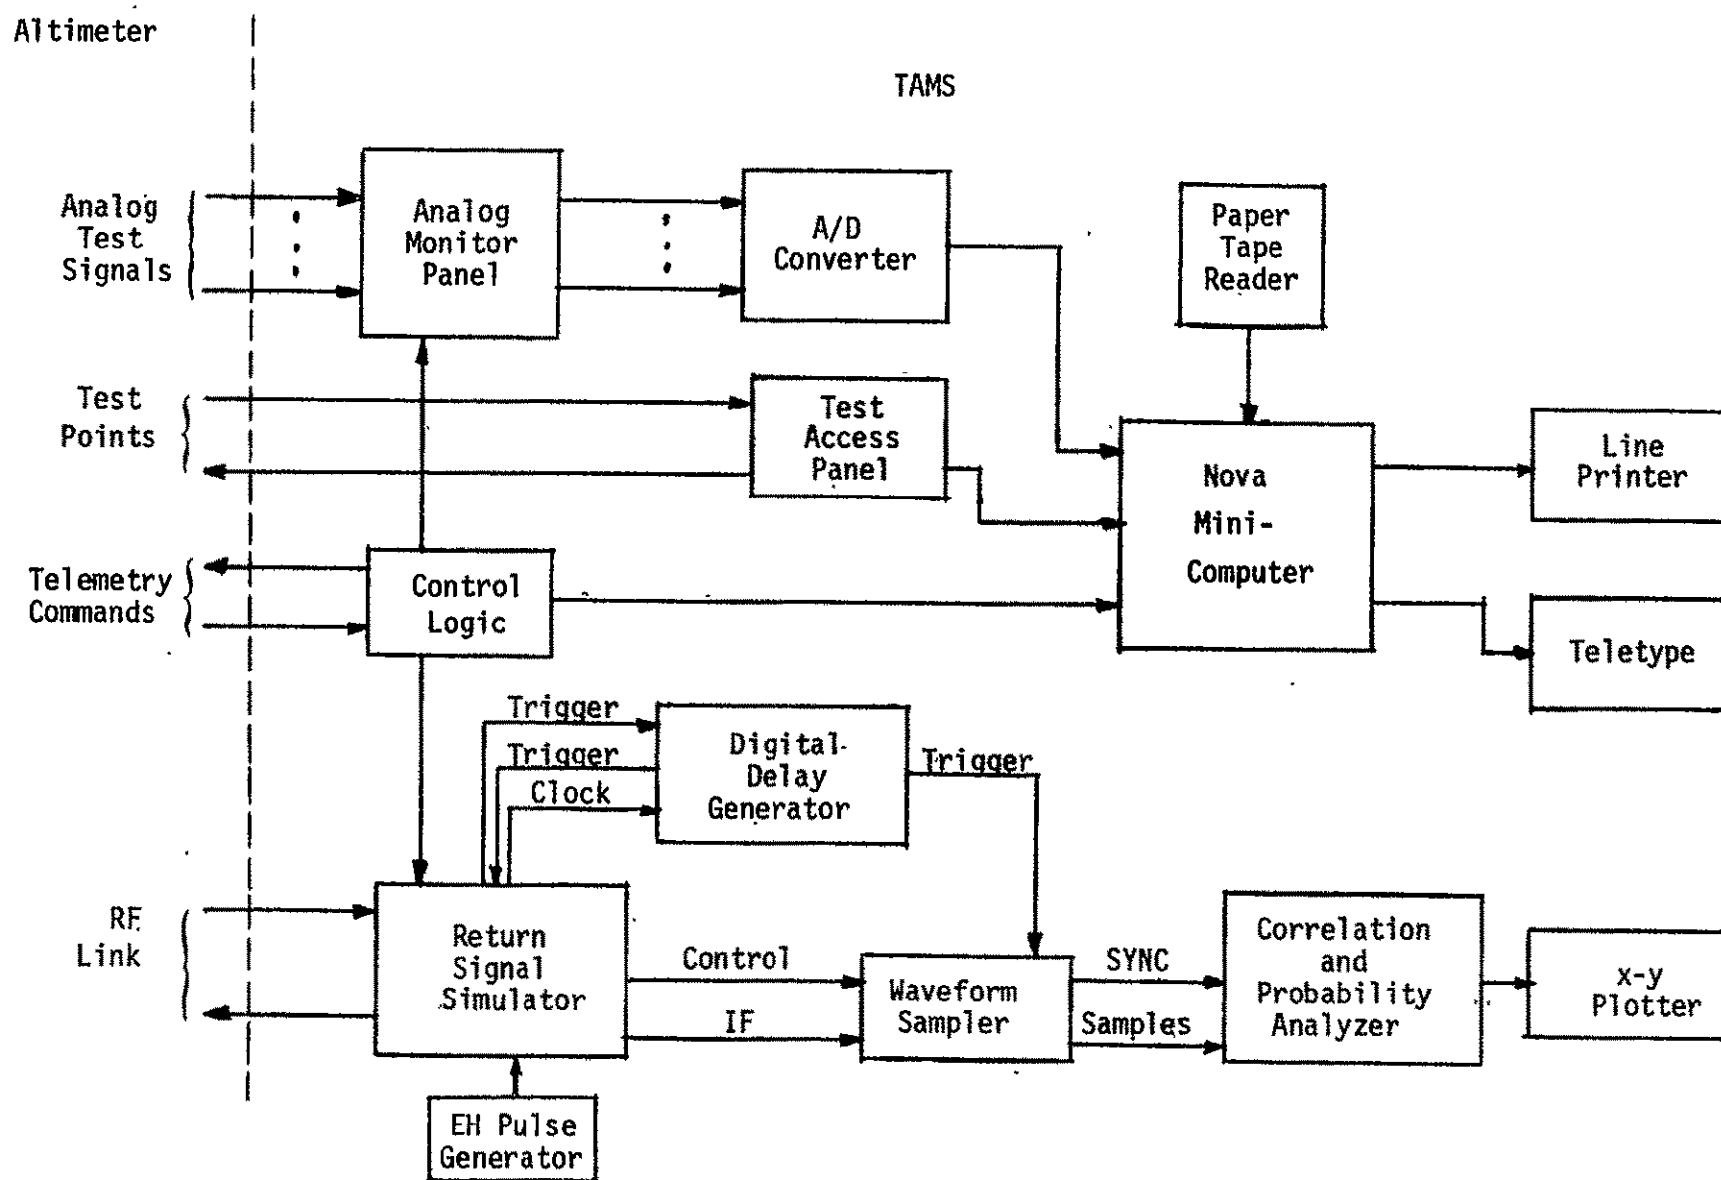 Altimeter
TAMS
Analog
Test
Signals
Analog
Monitor
Panel
A/D
Converter
Paper
Tape
Reader
Test
Points
Test
Access
Panel
Nova
Mini-
Computer
Line
Printer
Telemetry
Commands
Control
Logic
Teletype
Trigger
Trigger
Clock
Digital
Delay
Generator
Trigger
RF
Link
Return
Signal
Simulator
Control
IF
Waveform
Sampler
SYNC
Samples
Correlation
and
Probability
Analyzer
x-y
Plotter
EH Pulse
Generator